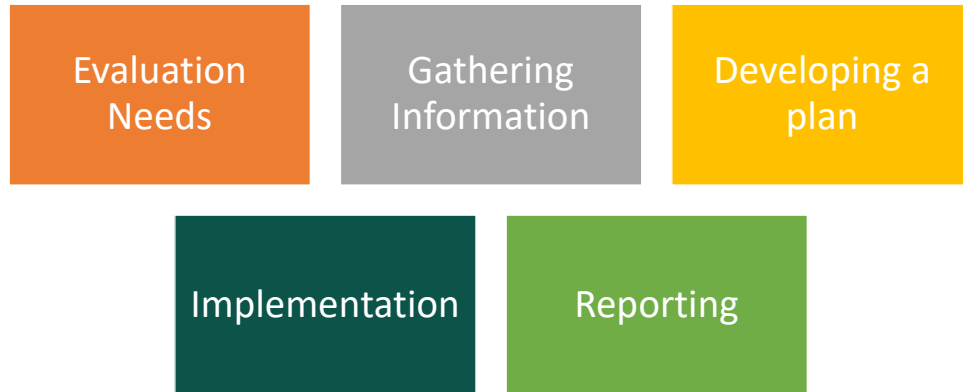 Evaluation
Needs
Gathering
Information
Developing a
plan
Implementation
Reporting